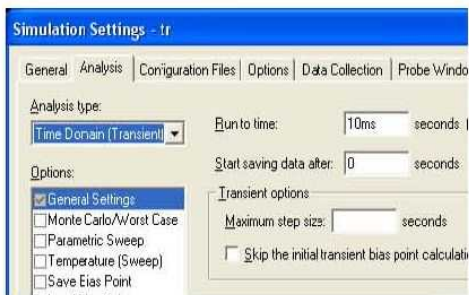 Simulation Settings - tr
General Analysis Configuration Files Options Data Collection Probe Windo
Analysis type:
Time Domain (Transient)
Run to time: 10ms seconds
Start saving data after: 0 seconds
Options:
General Settings
Monte Carlo/Worst Case
Parametric Sweep
Temperature (Sweep)
Save Bias Point
Transient options
Maximum step size: seconds
Skip the initial transient bias point calculati